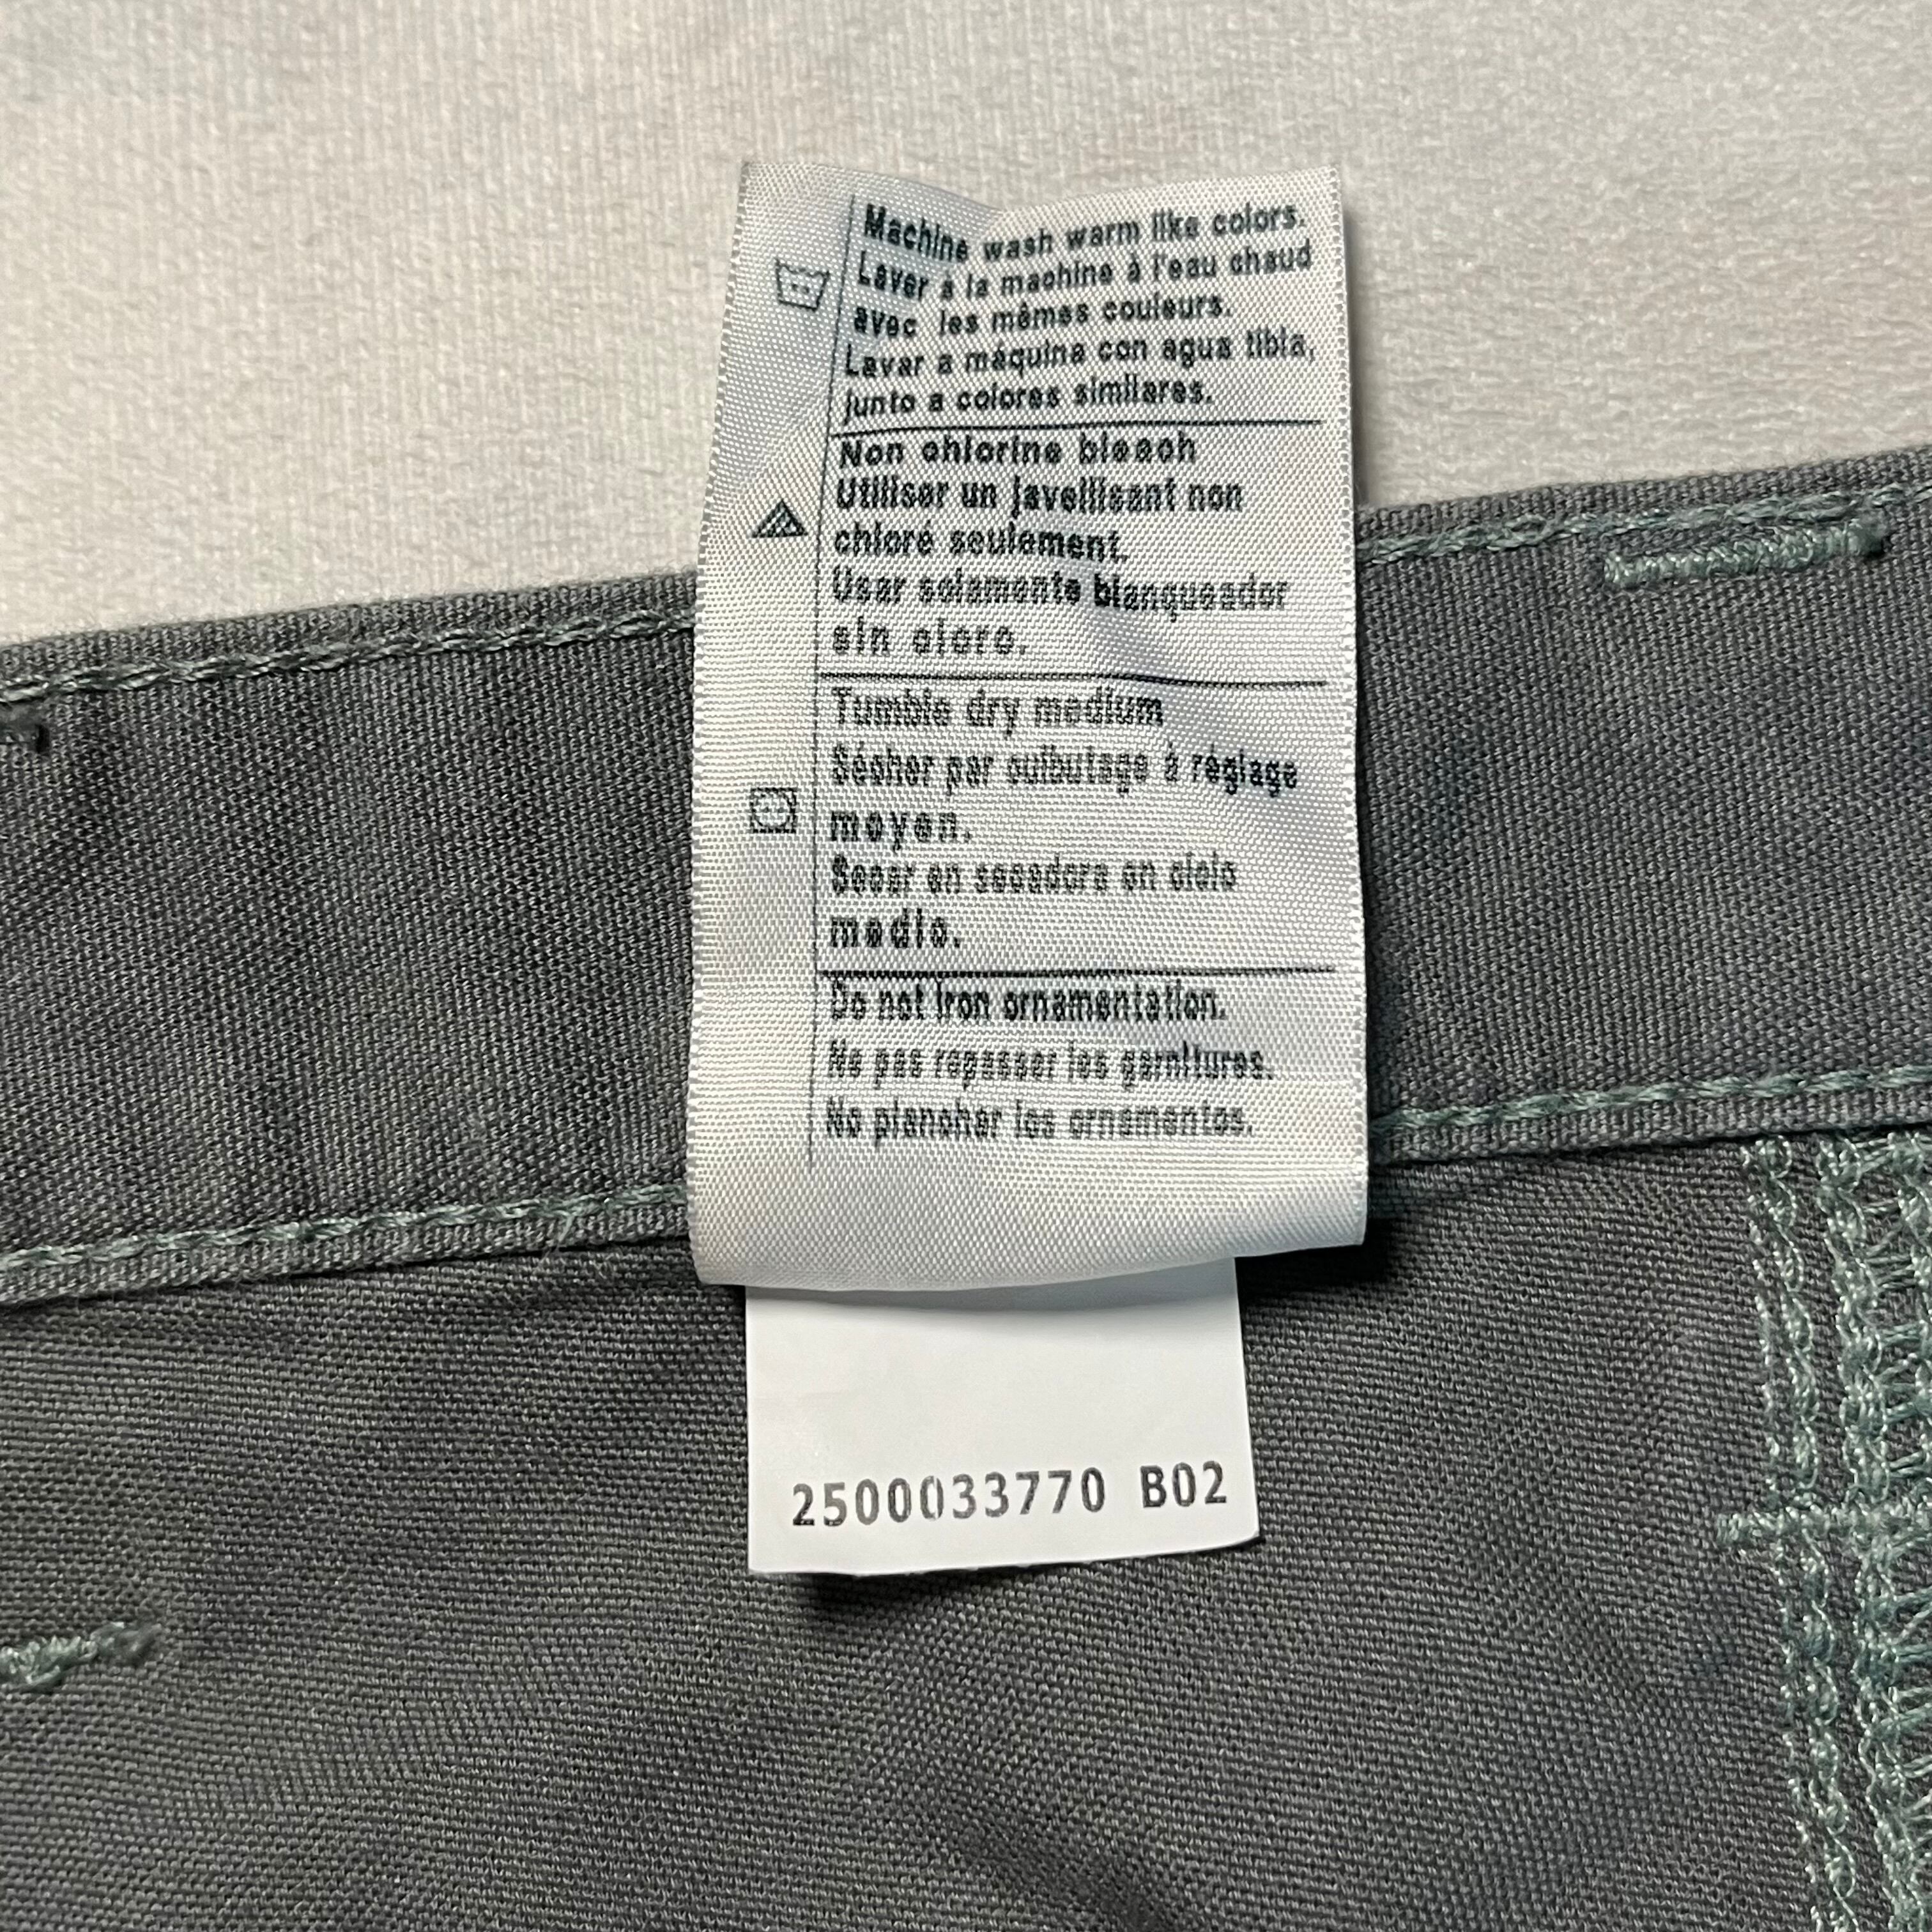 Machine wash warm like colors.
Laver à la machine à l'eau chaud
avec les mêmes couleurs.
Lavar a máquina con agua tibia,
junto a colores similares.
Non chlorine bleach
Utiliser un javellisant non
chloré seulement.
Usar solamente blanqueador
sin cloro.
Tumble dry medium
Sécher par culbutage à réglage
moyen.
Secar en secadora en ciclo
medio.
Do not iron ornamentation.
Ne pas repasser les garnitures.
No planchar los ornamentos.
2500033770 B02